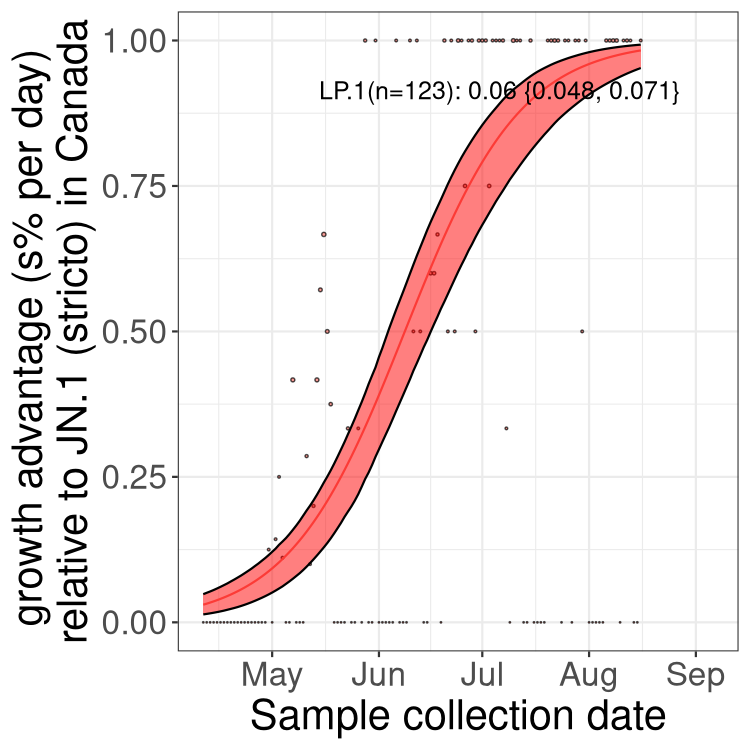 growth advantage (s% per day)
relative to JN.1 (stricto) in Canada
1.00
0.75
0.50
0.25
0.00
LP.1(n=123): 0.06 {0.048, 0.071}
May Jun Jul Aug Sep
Sample collection date